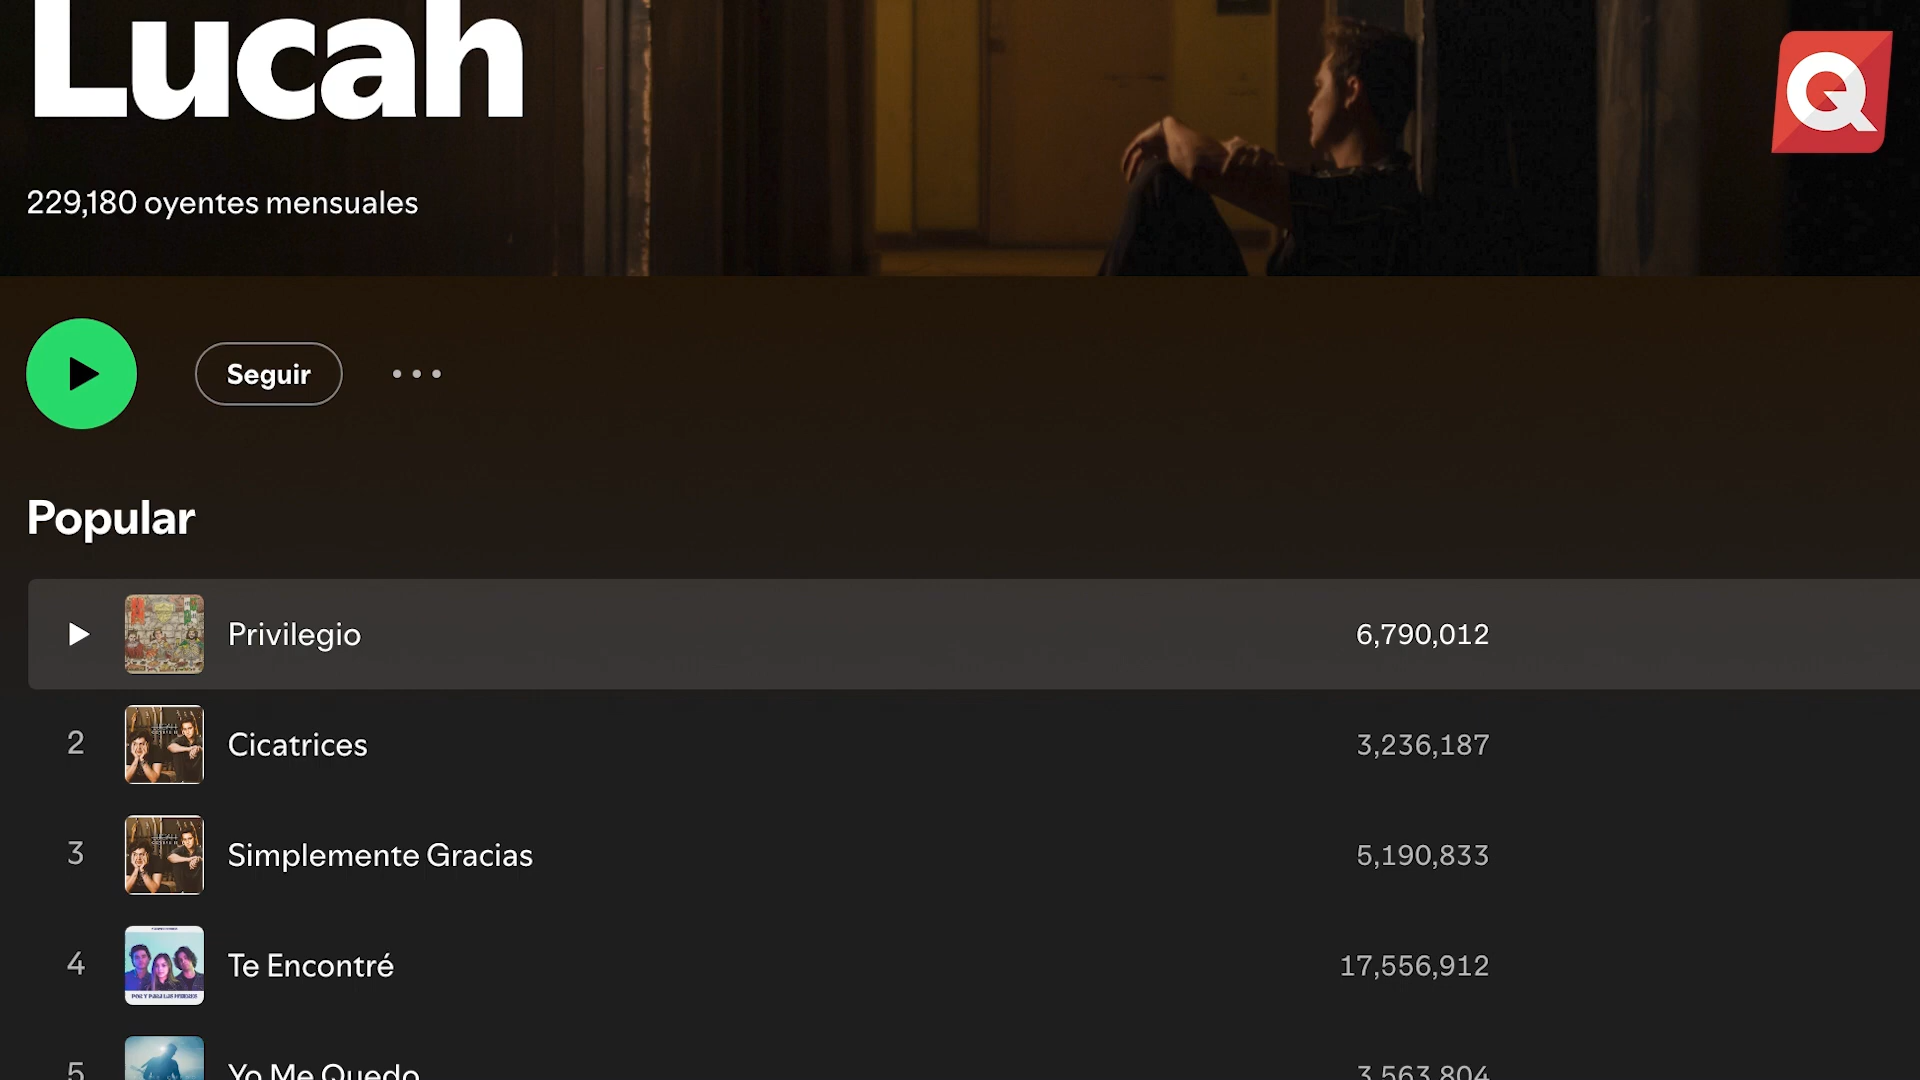 Lucah
229,180 oyentes mensuales
Seguir
Popular
Privilegio 6,790,012
2 Cicatrices 3,236,187
3 Simplemente Gracias 5,190,833
4 Te Encontré 17,556,912
5 Yo Me Quedo 3,563,804